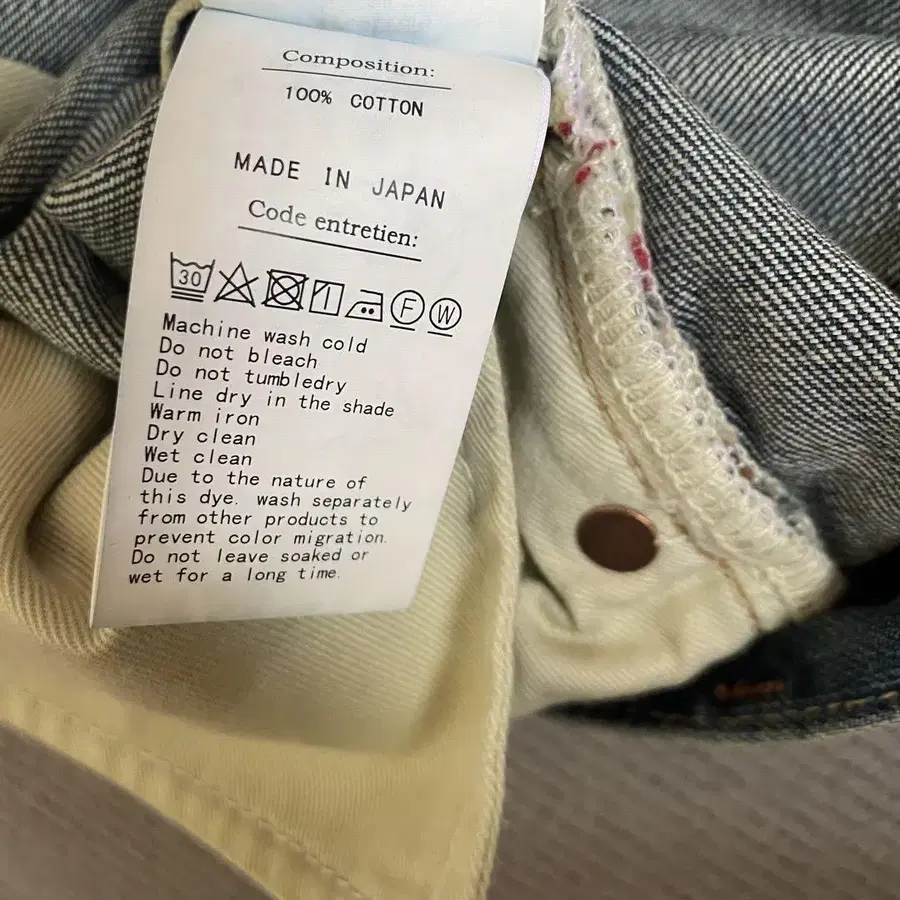 Composition:
100% COTTON
MADE IN JAPAN
Code entretien:
30 F W
Machine wash cold
Do not bleach
Do not tumbledry
Line dry in the shade
Warm iron
Dry clean
Wet clean
Due to the nature of
this dye. wash separately
from other products to
prevent color migration.
Do not leave soaked or
wet for a long time.